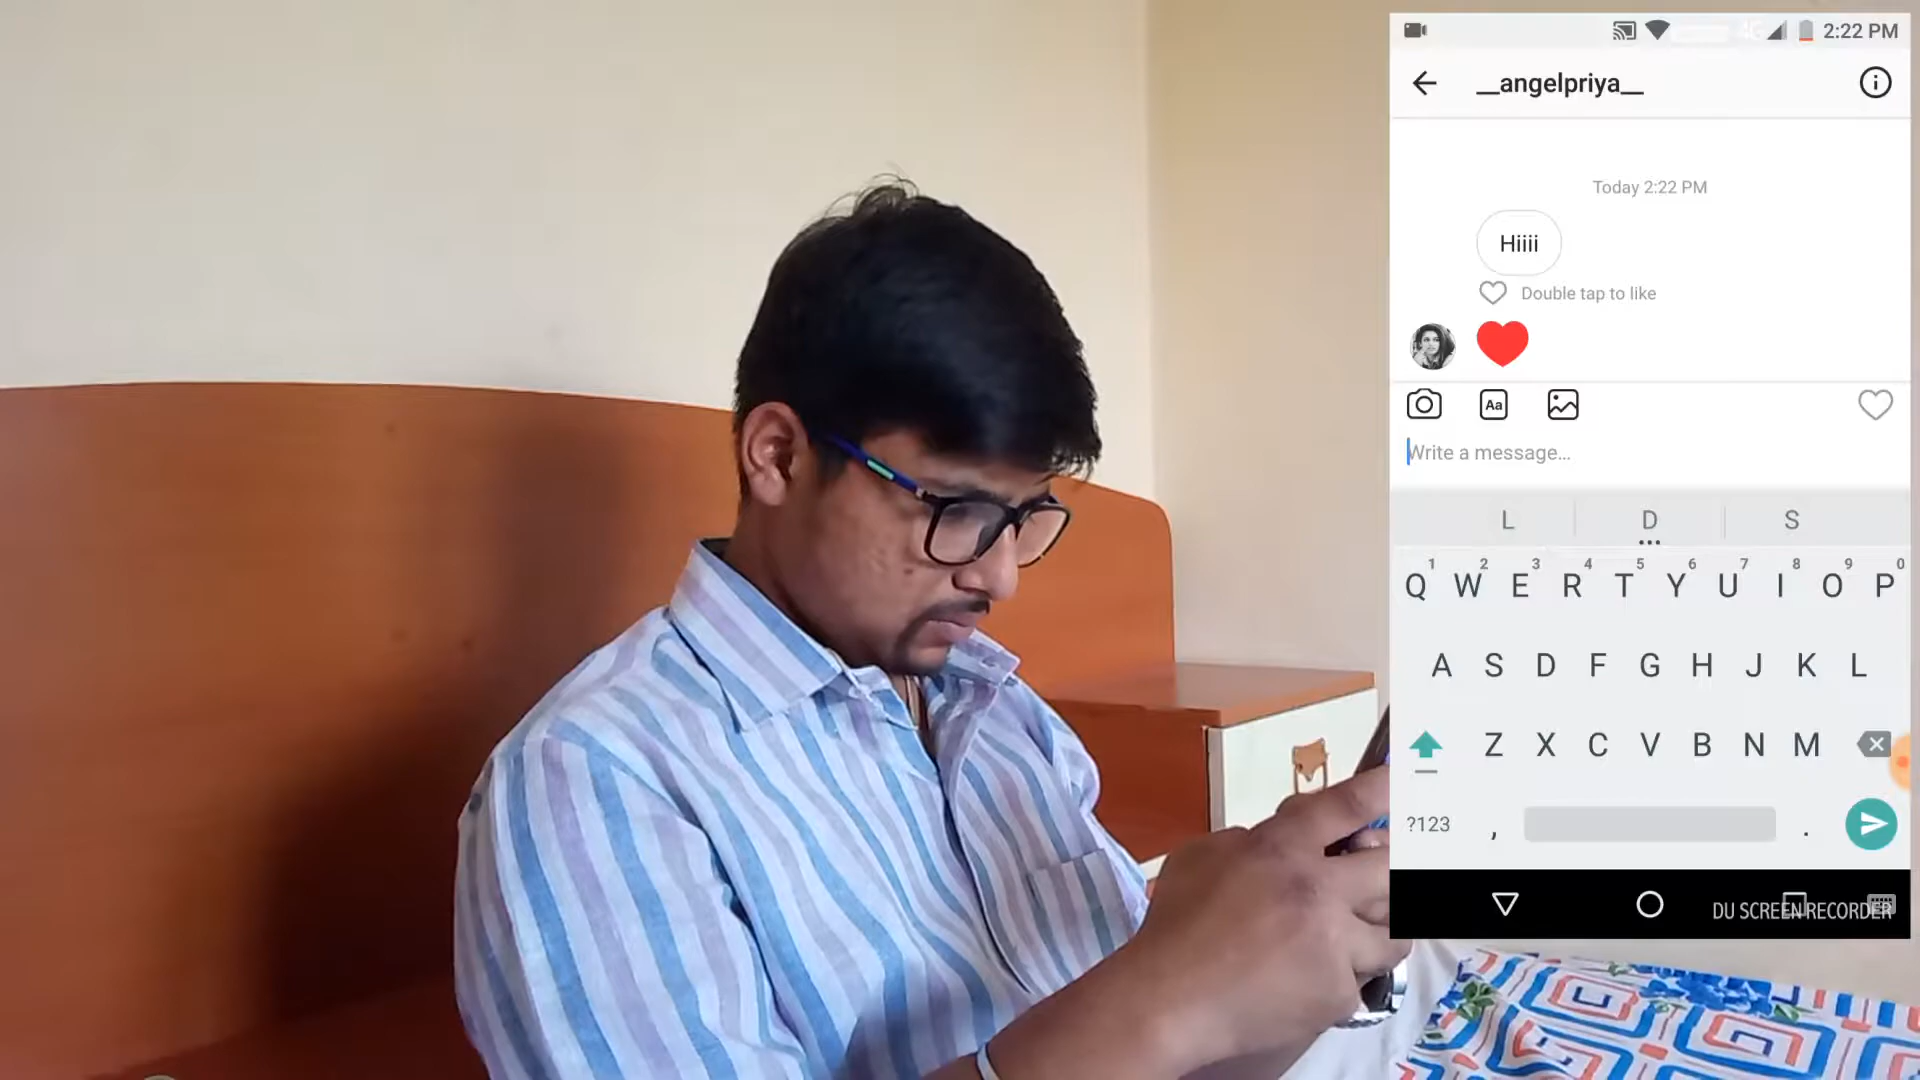 2:22 PM
__angelpriya__
Today 2:22 PM
Hiiii
Double tap to like
Aa
Write a message...
L D S
1 2 3 4 5 6 7 8 9 0
Q W E R T Y U I O P
A S D F G H J K L
Z X C V B N M
?123 , .
DU SCREEN RECORDER